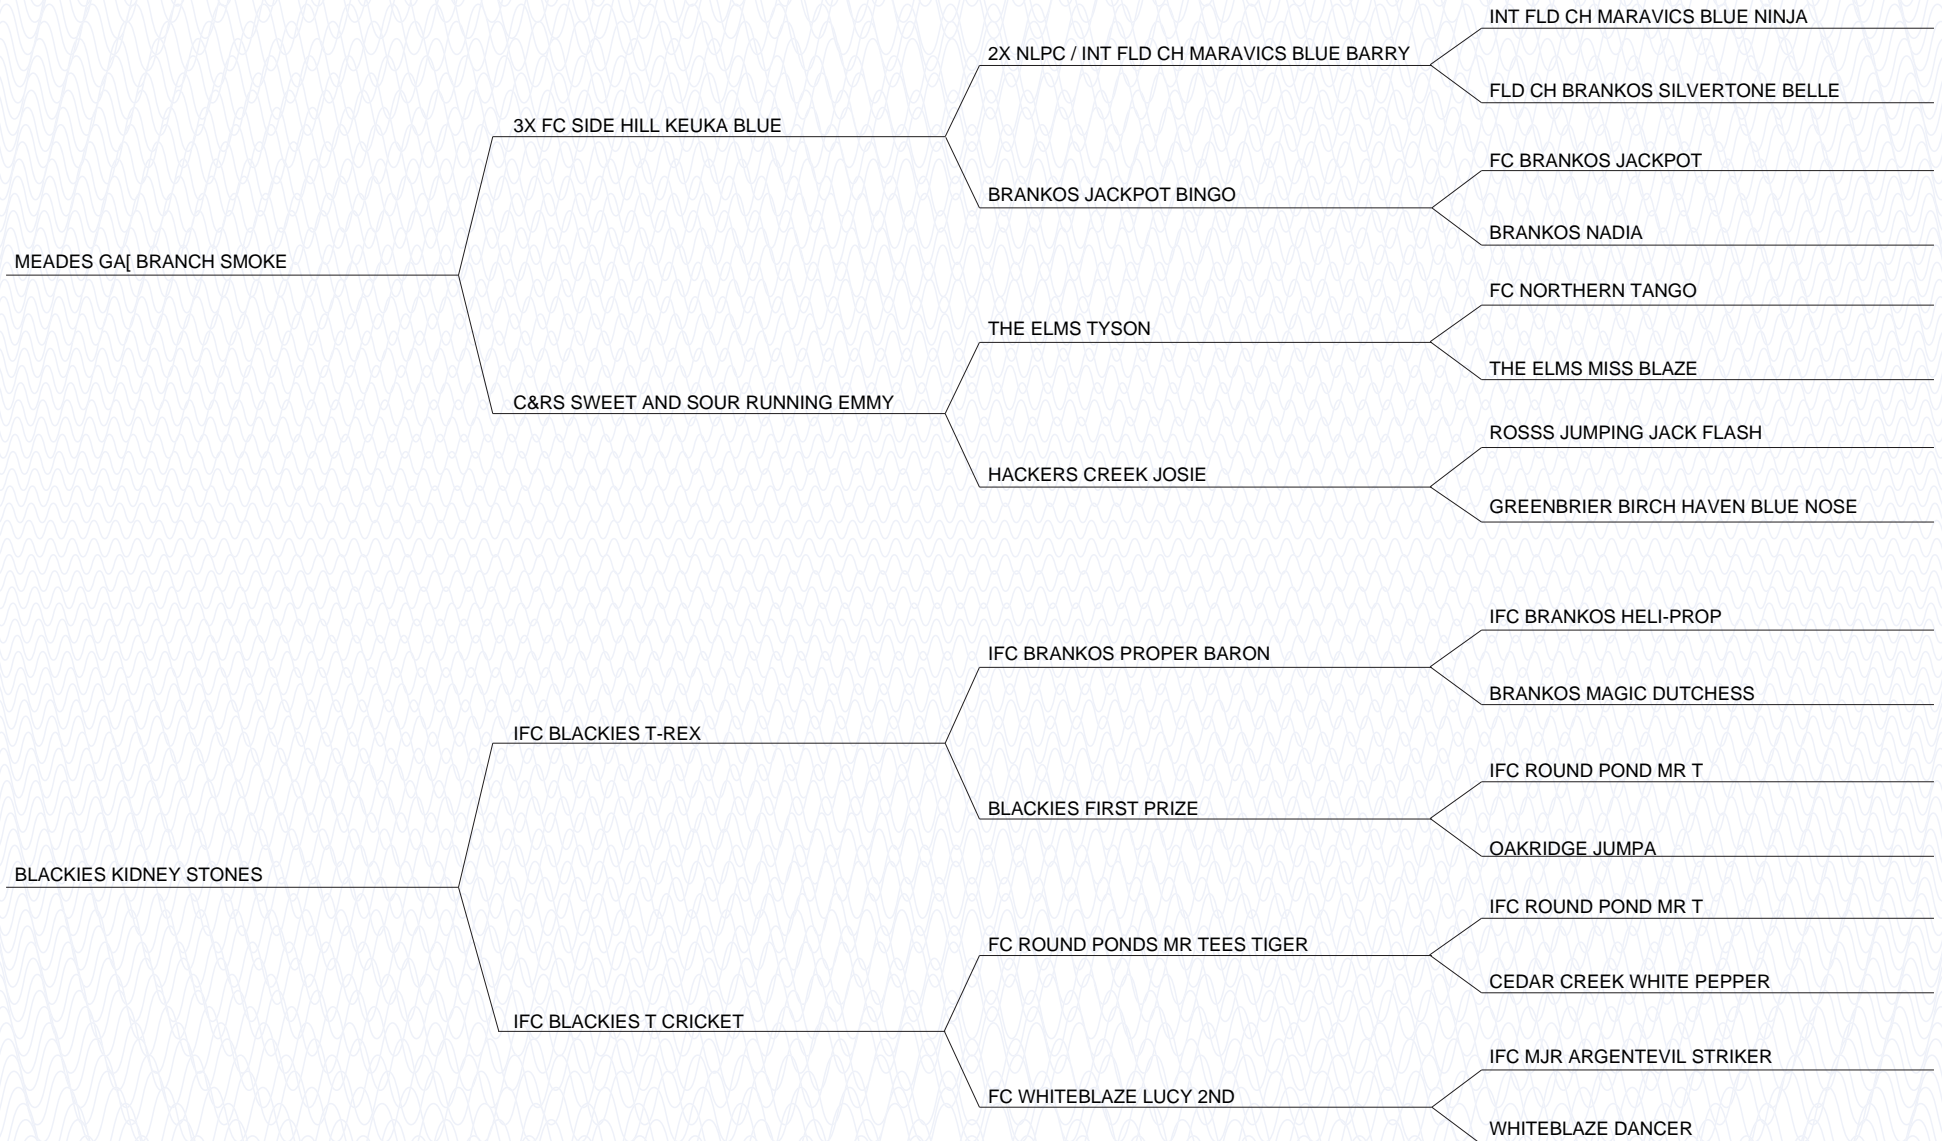 INT FLD CH MARAVICS BLUE NINJA
2X NLPC / INT FLD CH MARAVICS BLUE BARRY
FLD CH BRANKOS SILVERTONE BELLE
3X FC SIDE HILL KEUKA BLUE
FC BRANKOS JACKPOT
BRANKOS JACKPOT BINGO
BRANKOS NADIA
MEADES GA[ BRANCH SMOKE
FC NORTHERN TANGO
THE ELMS TYSON
THE ELMS MISS BLAZE
C&RS SWEET AND SOUR RUNNING EMMY
ROSSS JUMPING JACK FLASH
HACKERS CREEK JOSIE
GREENBRIER BIRCH HAVEN BLUE NOSE
IFC BRANKOS HELI-PROP
IFC BRANKOS PROPER BARON
BRANKOS MAGIC DUTCHESS
IFC BLACKIES T-REX
IFC ROUND POND MR T
BLACKIES FIRST PRIZE
OAKRIDGE JUMPA
BLACKIES KIDNEY STONES
IFC ROUND POND MR T
FC ROUND PONDS MR TEES TIGER
CEDAR CREEK WHITE PEPPER
IFC BLACKIES T CRICKET
IFC MJR ARGENTEVIL STRIKER
FC WHITEBLAZE LUCY 2ND
WHITEBLAZE DANCER